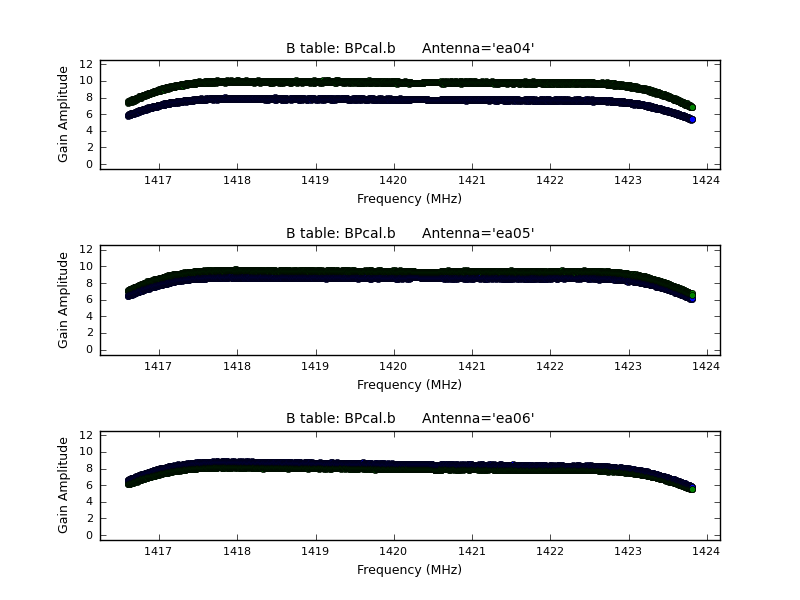 B table: BPcal.b Antenna='ea04'
12
10
8
6
4
2
0
Gain Amplitude
1417 1418 1419 1420 1421 1422 1423 1424
Frequency (MHz)
B table: BPcal.b Antenna='ea05'
12
10
8
6
4
2
0
Gain Amplitude
1417 1418 1419 1420 1421 1422 1423 1424
Frequency (MHz)
B table: BPcal.b Antenna='ea06'
12
10
8
6
4
2
0
Gain Amplitude
1417 1418 1419 1420 1421 1422 1423 1424
Frequency (MHz)